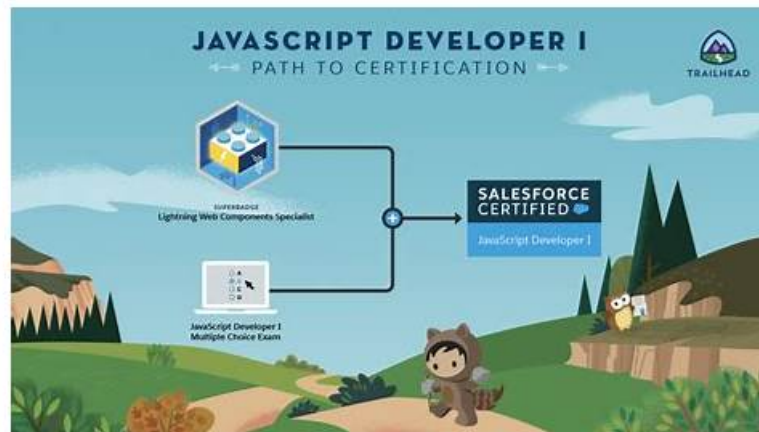 JAVASCRIPT DEVELOPER I
PATH TO CERTIFICATION
TRAILHEAD
SUPERBADGE
Lightning Web Components Specialist
SALESFORCE
CERTIFIED
JavaScript Developer I
A
C
D
JavaScript Developer I
Multiple Choice Exam